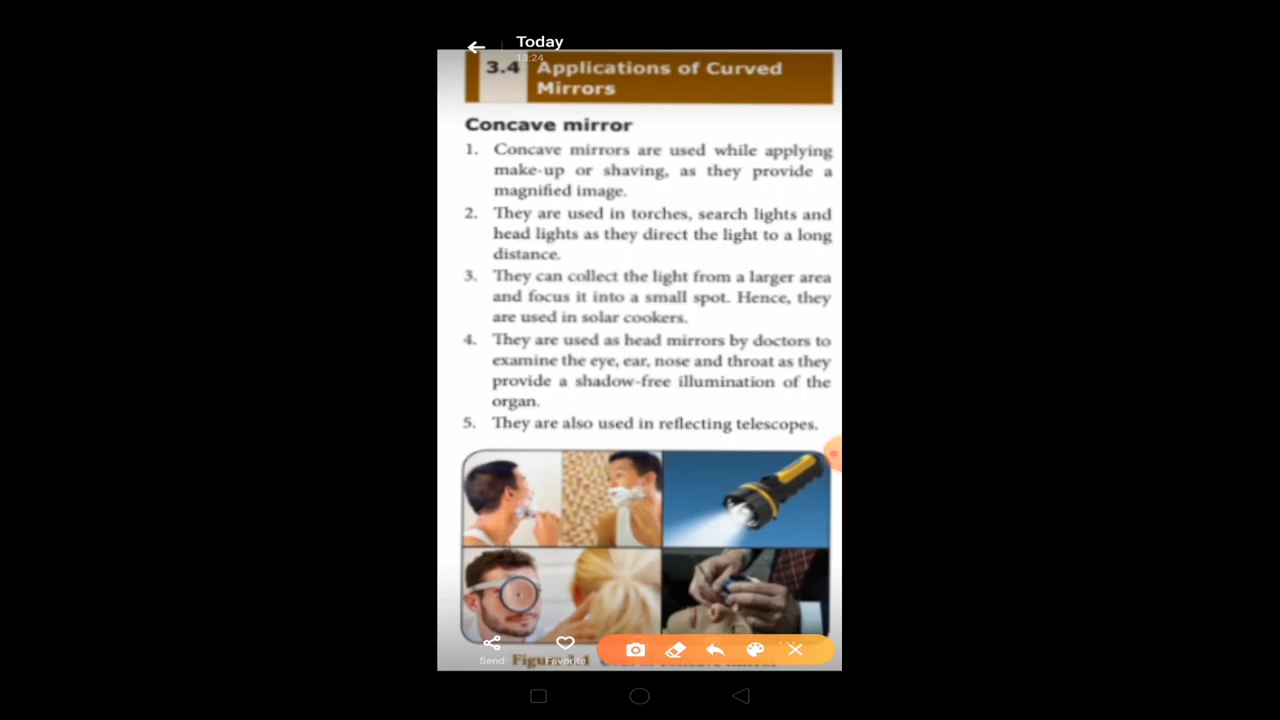 Today
13:24
3.4 Applications of Curved
Mirrors
Concave mirror
1. Concave mirrors are used while applying
make-up or shaving, as they provide a
magnified image.
2. They are used in torches, search lights and
head lights as they direct the light to a long
distance.
3. They can collect the light from a larger area
and focus it into a small spot. Hence, they
are used in solar cookers.
4. They are used as head mirrors by doctors to
examine the eye, ear, nose and throat as they
provide a shadow-free illumination of the
organ.
5. They are also used in reflecting telescopes.
Send
Favorite